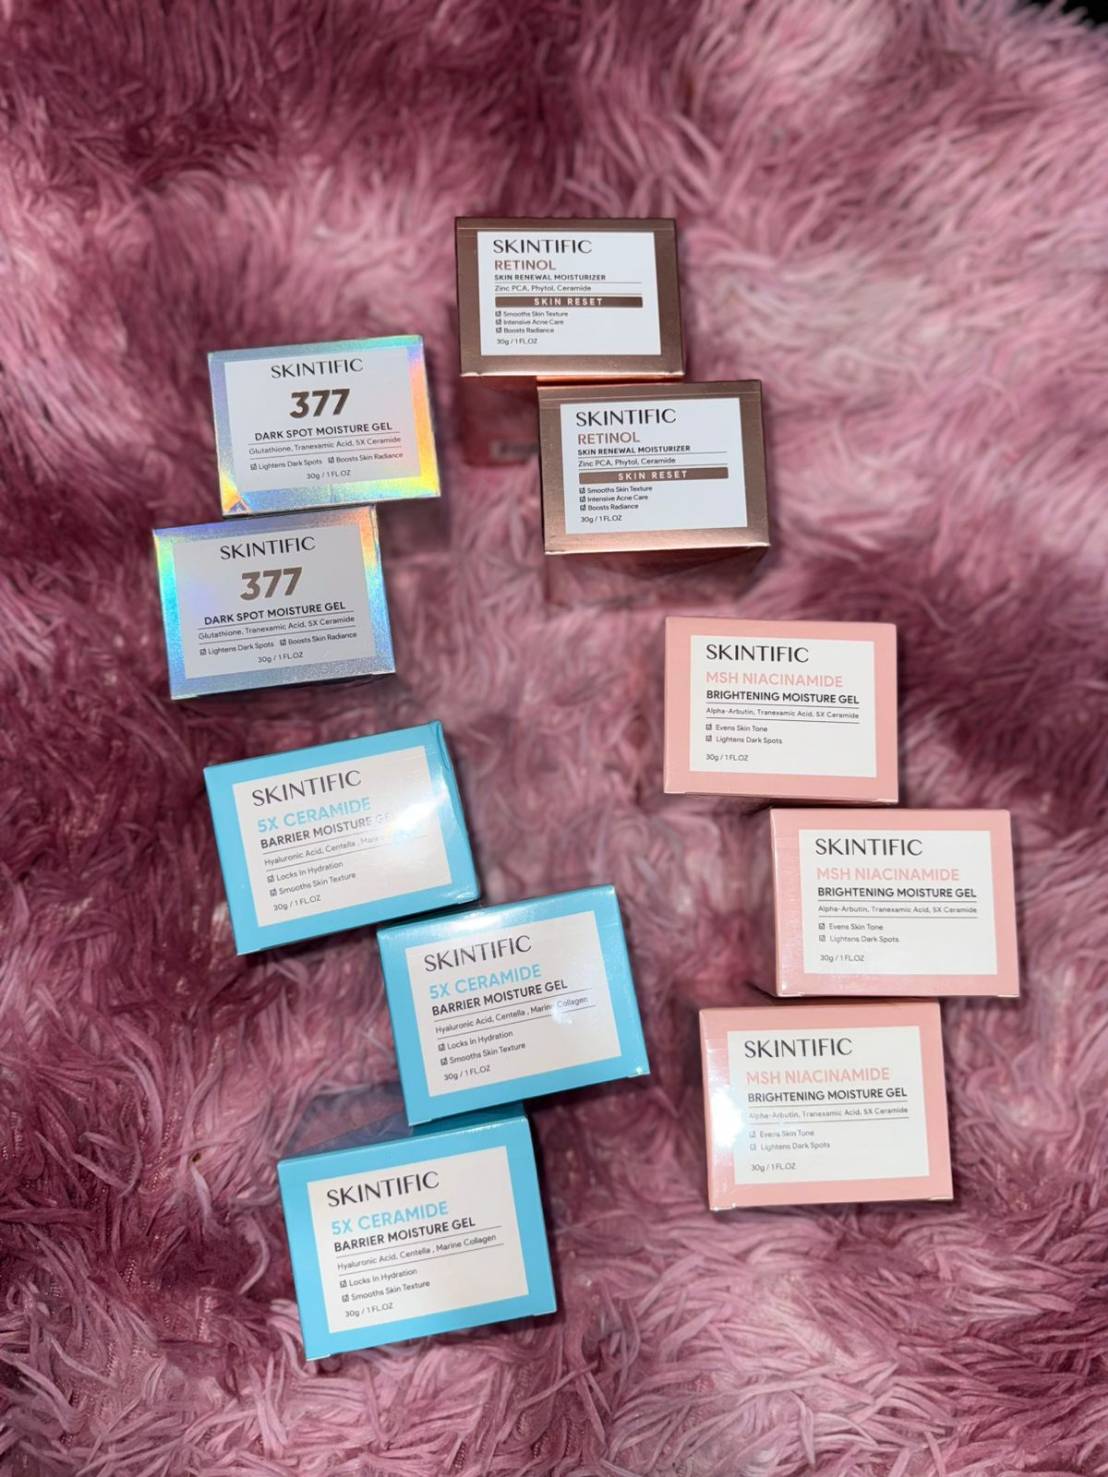 SKINTIFIC
RETINOL
SKIN RENEWAL MOISTURIZER
Zinc PCA, Phytol, Ceramide
SKIN RESET
Smooths Skin Texture
Intensive Acne Care
Boosts Radiance
30g / 1 FL.OZ
SKINTIFIC
377
DARK SPOT MOISTURE GEL
Glutathione, Tranexamic Acid, 5X Ceramide
Lightens Dark Spots Boosts Skin Radiance
30g / 1 FL.OZ
SKINTIFIC
RETINOL
SKIN RENEWAL MOISTURIZER
Zinc PCA, Phytol, Ceramide
SKIN RESET
Smooths Skin Texture
Intensive Acne Care
Boosts Radiance
30g / 1 FL.OZ
SKINTIFIC
377
DARK SPOT MOISTURE GEL
Glutathione, Tranexamic Acid, 5X Ceramide
Lightens Dark Spots Boosts Skin Radiance
30g / 1 FL.OZ
SKINTIFIC
MSH NIACINAMIDE
BRIGHTENING MOISTURE GEL
Alpha-Arbutin, Tranexamic Acid, 5X Ceramide
Evens Skin Tone
Lightens Dark Spots
30g / 1 FL.OZ
SKINTIFIC
5X CERAMIDE
BARRIER MOISTURE GEL
Hyaluronic Acid, Centella , Marine
Locks In Hydration
Smooths Skin Texture
30g / 1 FL.OZ
SKINTIFIC
MSH NIACINAMIDE
BRIGHTENING MOISTURE GEL
Alpha-Arbutin, Tranexamic Acid, 5X Ceramide
Evens Skin Tone
Lightens Dark Spots
30g / 1 FL.OZ
SKINTIFIC
5X CERAMIDE
BARRIER MOISTURE GEL
Hyaluronic Acid, Centella , Marine Collagen
Locks In Hydration
Smooths Skin Texture
30g / 1 FL.OZ
SKINTIFIC
MSH NIACINAMIDE
BRIGHTENING MOISTURE GEL
Alpha-Arbutin, Tranexamic Acid, 5X Ceramide
Evens Skin Tone
Lightens Dark Spots
30g / 1 FL.OZ
SKINTIFIC
5X CERAMIDE
BARRIER MOISTURE GEL
Hyaluronic Acid, Centella , Marine Collagen
Locks In Hydration
Smooths Skin Texture
30g / 1 FL.OZ